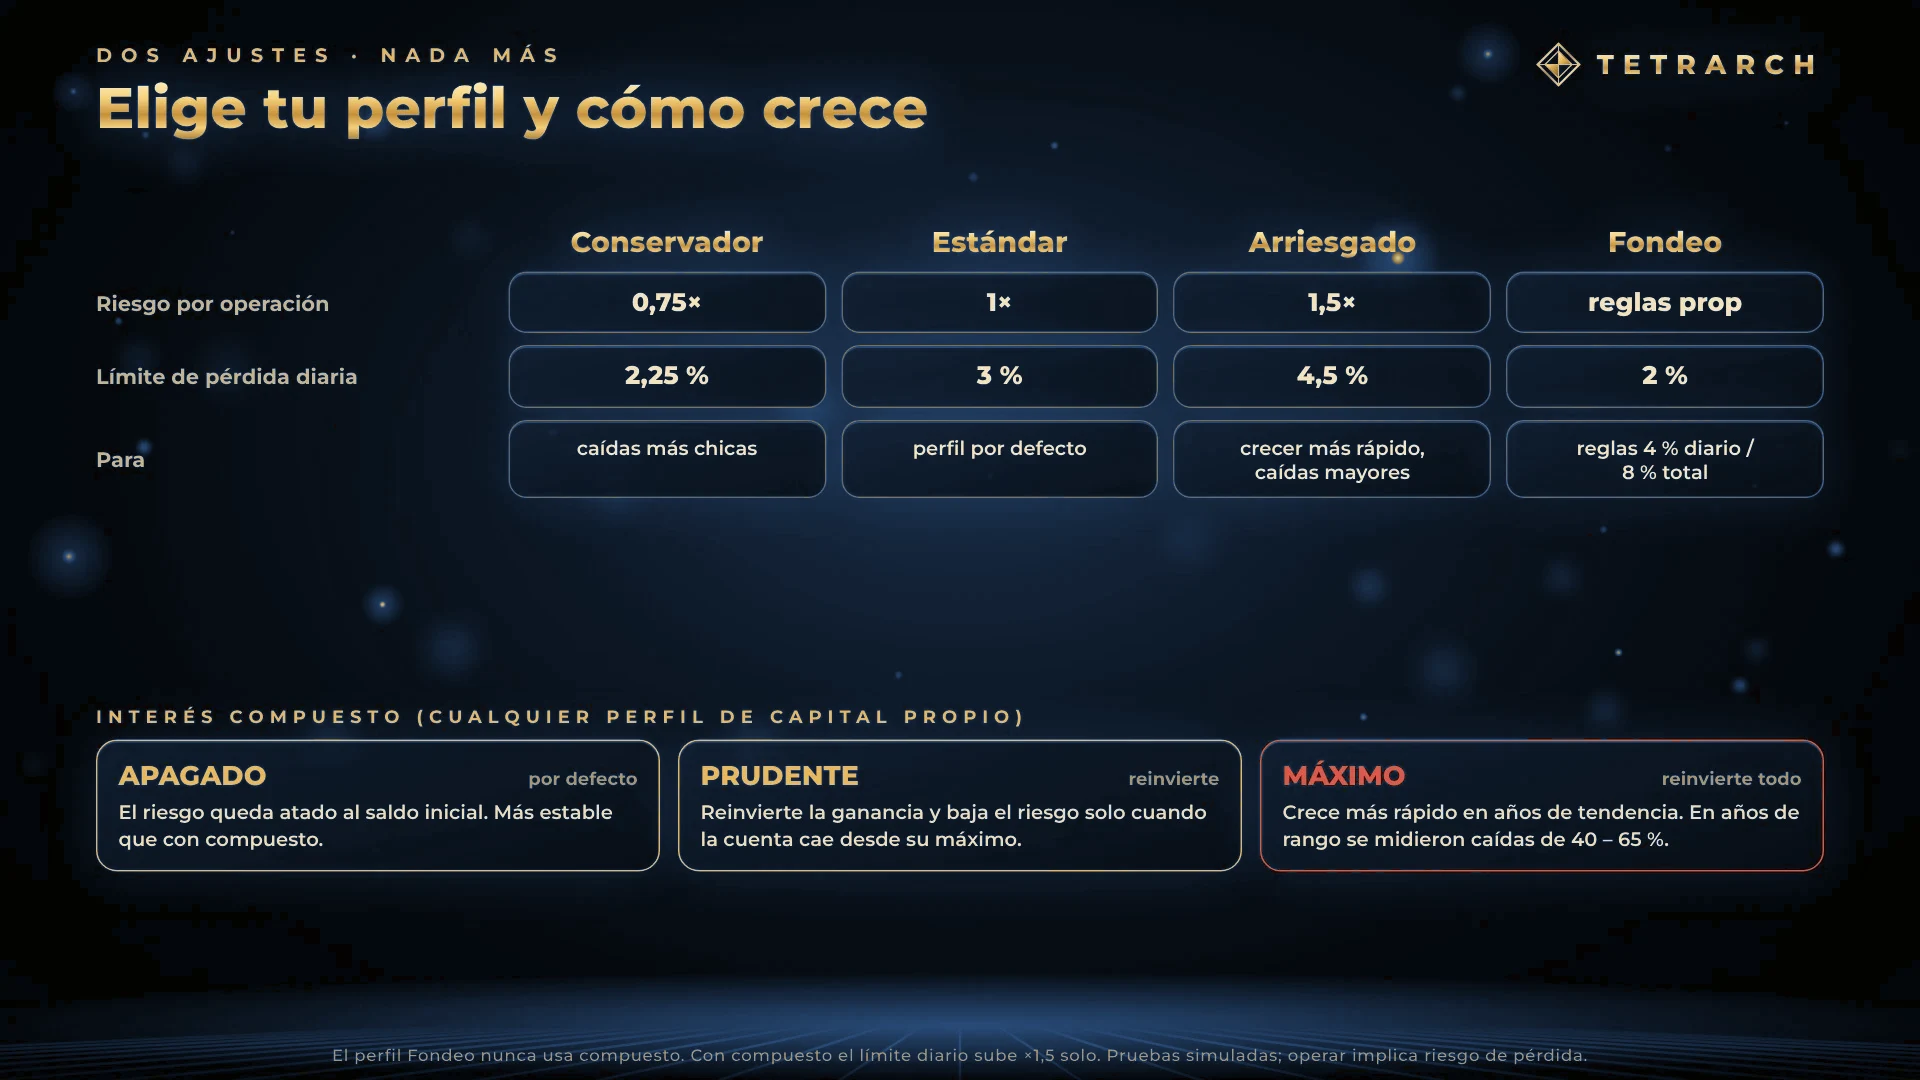 DOS AJUSTES · NADA MÁS
Elige tu perfil y cómo crece
TETRARCH
Conservador
Estándar
Arriesgado
Fondeo
Riesgo por operación
0,75×
1×
1,5×
reglas prop
Límite de pérdida diaria
2,25 %
3 %
4,5 %
2 %
Para
caídas más chicas
perfil por defecto
crecer más rápido,
caídas mayores
reglas 4 % diario /
8 % total
INTERÉS COMPUESTO (CUALQUIER PERFIL DE CAPITAL PROPIO)
APAGADO
por defecto
El riesgo queda atado al saldo inicial. Más estable
que con compuesto.
PRUDENTE
reinvierte
Reinvierte la ganancia y baja el riesgo solo cuando
la cuenta cae desde su máximo.
MÁXIMO
reinvierte todo
Crece más rápido en años de tendencia. En años de
rango se midieron caídas de 40 – 65 %.
El perfil Fondeo nunca usa compuesto. Con compuesto el límite diario sube ×1,5 solo. Pruebas simuladas; operar implica riesgo de pérdida.